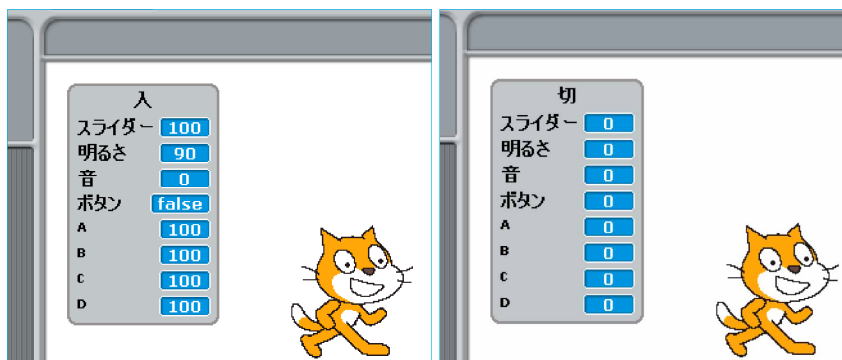 入
スライダー 100
明るさ 90
音 0
ボタン false
A 100
B 100
C 100
D 100
切
スライダー 0
明るさ 0
音 0
ボタン 0
A 0
B 0
C 0
D 0